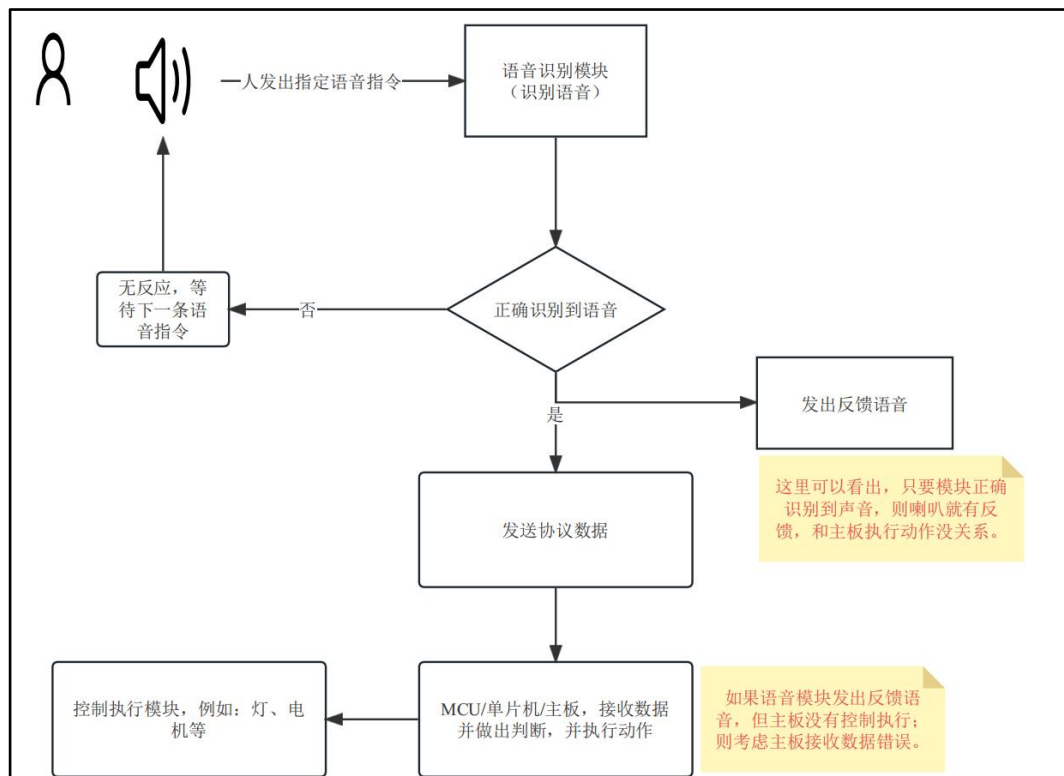 人发出指定语音指令
语音识别模块
（识别语音）
正确识别到语音
否
无反应，等
待下一条语
音指令
是
发出反馈语音
这里可以看出，只要模块正确
识别到声音，则喇叭就有反
馈，和主板执行动作没关系。
发送协议数据
MCU/单片机/主板，接收数据
并做出判断，并执行动作
控制执行模块，例如：灯、电
机等
如果语音模块发出反馈语
音，但主板没有控制执行；
则考虑主板接收数据错误。